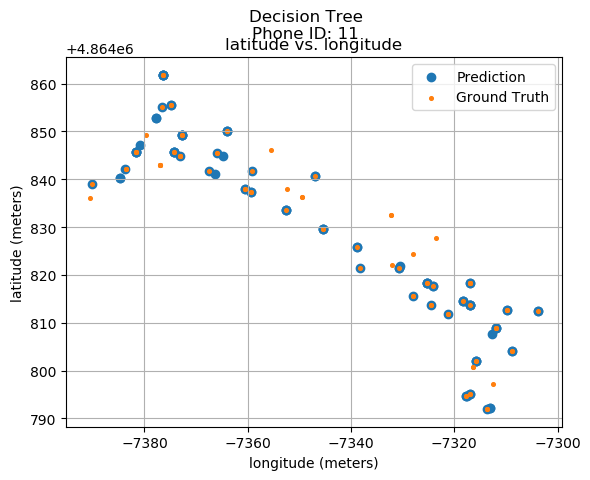 Decision Tree
Phone ID: 11
latitude vs. longitude
+4.864e6
Prediction
Ground Truth
860
850
840
830
820
810
800
790
latitude (meters)
−7380
−7360
−7340
−7320
−7300
longitude (meters)